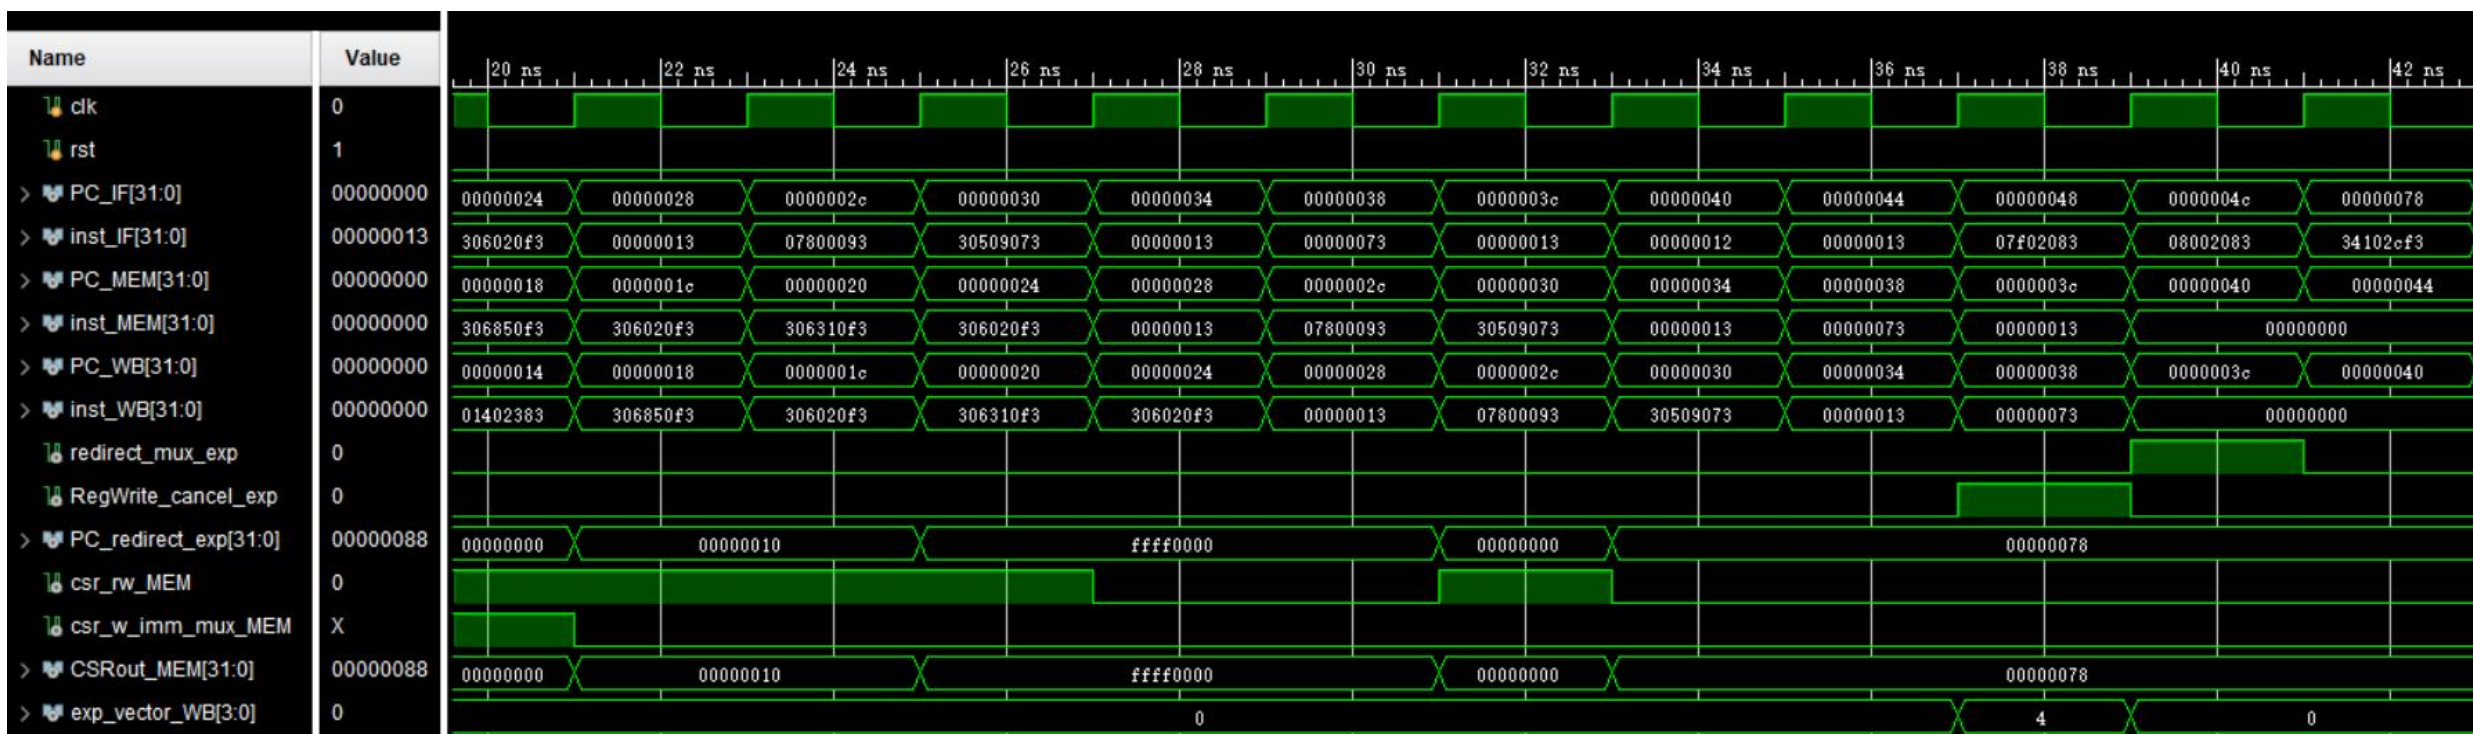 Name Value 20 ns 22 ns 24 ns 26 ns 28 ns 30 ns 32 ns 34 ns 36 ns 38 ns 40 ns 42 ns
clk 0
rst 1
PC_IF[31:0] 00000000 00000024 00000028 0000002c 00000030 00000034 00000038 0000003c 00000040 00000044 00000048 0000004c 00000078
inst_IF[31:0] 00000013 306020f3 00000013 07800093 30509073 00000013 00000073 00000013 00000012 00000013 07f02083 08002083 34102cf3
PC_MEM[31:0] 00000000 00000018 0000001c 00000020 00000024 00000028 0000002c 00000030 00000034 00000038 0000003c 00000040 00000044
inst_MEM[31:0] 00000000 306850f3 306020f3 306310f3 306020f3 00000013 07800093 30509073 00000013 00000073 00000013 00000000
PC_WB[31:0] 00000000 00000014 00000018 0000001c 00000020 00000024 00000028 0000002c 00000030 00000034 00000038 0000003c 00000040
inst_WB[31:0] 00000000 01402383 306850f3 306020f3 306310f3 306020f3 00000013 07800093 30509073 00000013 00000073 00000000
redirect_mux_exp 0
RegWrite_cancel_exp 0
PC_redirect_exp[31:0] 00000088 00000000 00000010 ffff0000 00000000 00000078
csr_rw_MEM 0
csr_w_imm_mux_MEM X
CSRout_MEM[31:0] 00000088 00000000 00000010 ffff0000 00000000 00000078
exp_vector_WB[3:0] 0 0 4 0